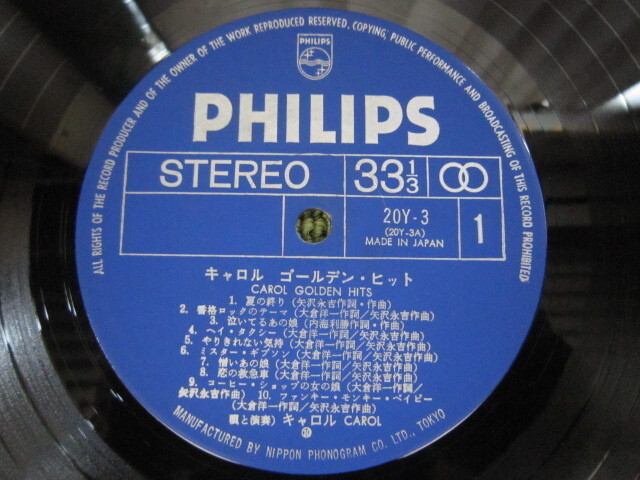 ALL RIGHTS OF THE RECORD PRODUCER AND OF THE OWNER OF THE WORK REPRODUCED RESERVED. COPYING, PUBLIC PERFORMANCE AND BROADCASTING OF THIS RECORD PROHIBITED
PHILIPS
PHILIPS
STEREO 33 1/3
20Y-3
(20Y-3A)
MADE IN JAPAN
1
キャロル ゴールデン・ヒット
CAROL GOLDEN HITS
1. 夏の終り (矢沢永吉作詞・作曲)
2. 番格ロックのテーマ (大倉洋一作詞/矢沢永吉作曲)
3. 泣いてるあの娘 (内海利勝作詞・作曲)
4. ヘイ・タクシー (大倉洋一作詞/矢沢永吉作曲)
5. やりきれない気持 (大倉洋一作詞/矢沢永吉作曲)
6. ミスター・ギブソン (大倉洋一作詞/矢沢永吉作曲)
7. 憎いあの娘 (大倉洋一作詞/矢沢永吉作曲)
8. 恋の救急車 (大倉洋一作詞/矢沢永吉作曲)
9. コーヒー・ショップの女の娘 (大倉洋一作詞/
矢沢永吉作曲) 10. ファンキー・モンキー・ベイビー
(大倉洋一作詞/矢沢永吉作曲)
(歌と演奏) キャロル CAROL
MANUFACTURED BY NIPPON PHONOGRAM CO., LTD., TOKYO